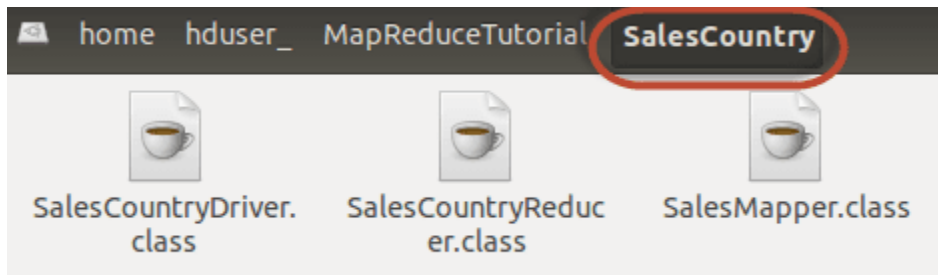 home hduser_ MapReduceTutorial SalesCountry
SalesCountryDriver. SalesCountryReduc SalesMapper.class
class er.class